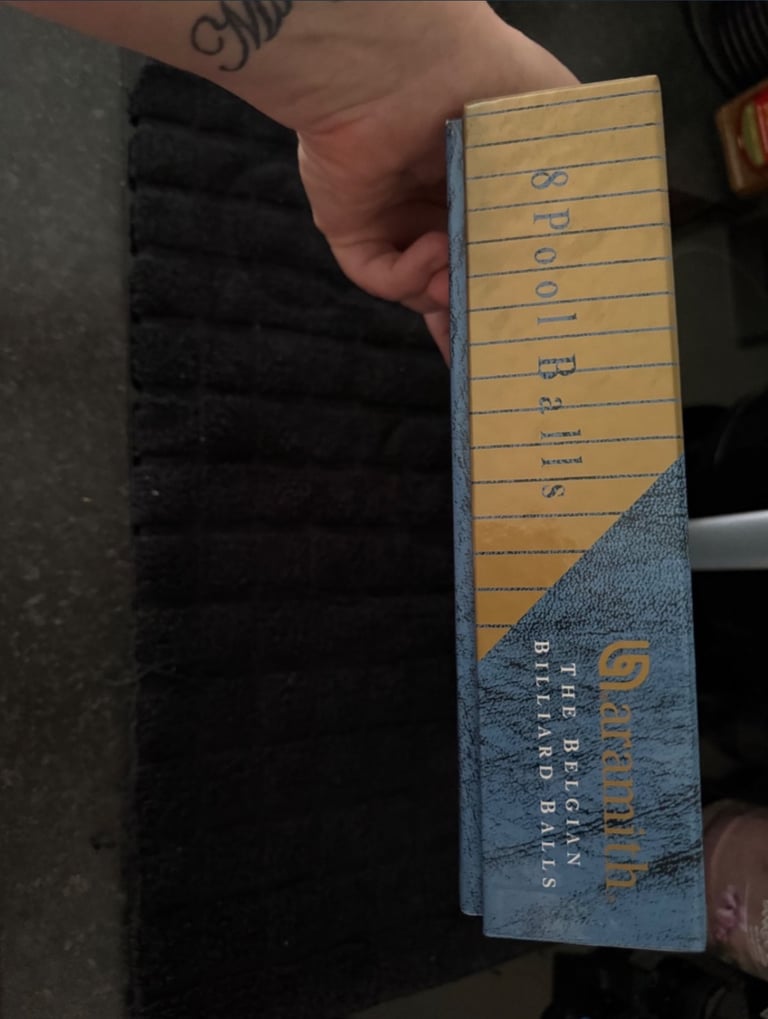 8 Pool Balls
aramith
THE BELGIAN
BILLIARD BALLS